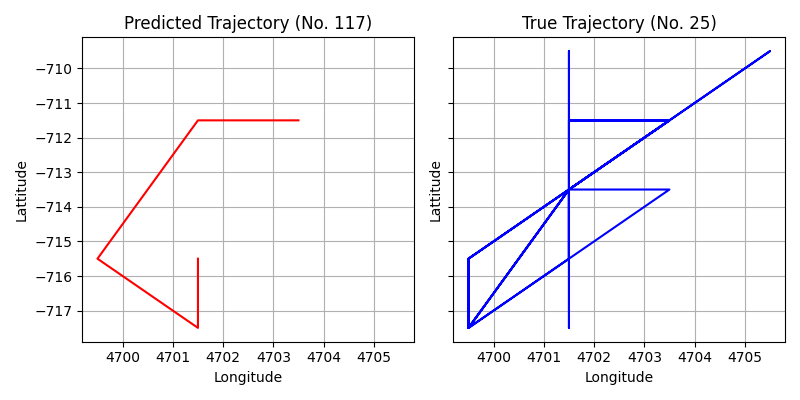 Predicted Trajectory (No. 117)
True Trajectory (No. 25)
−710
−711
−712
−713
−714
−715
−716
−717
Lattitude
Lattitude
4700 4701 4702 4703 4704 4705
4700 4701 4702 4703 4704 4705
Longitude
Longitude